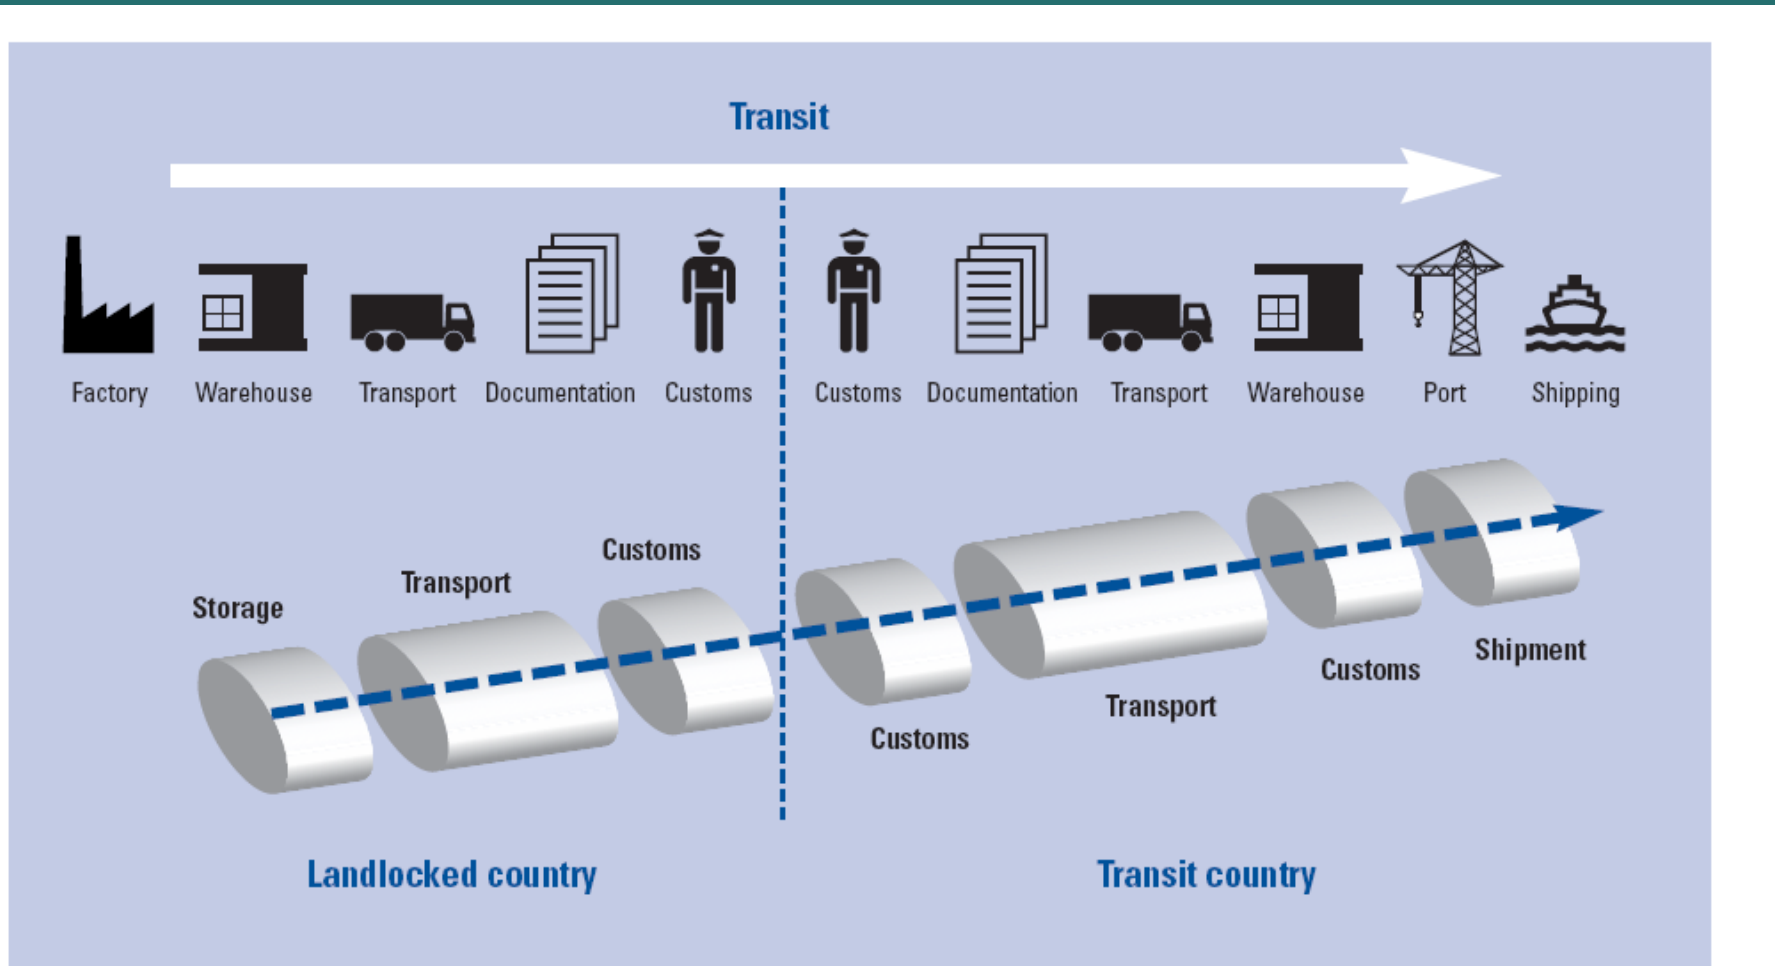 Transit
Factory Warehouse Transport Documentation Customs Customs Documentation Transport Warehouse Port Shipping
Customs
Transport
Storage
Shipment
Customs
Transport
Customs
Landlocked country Transit country